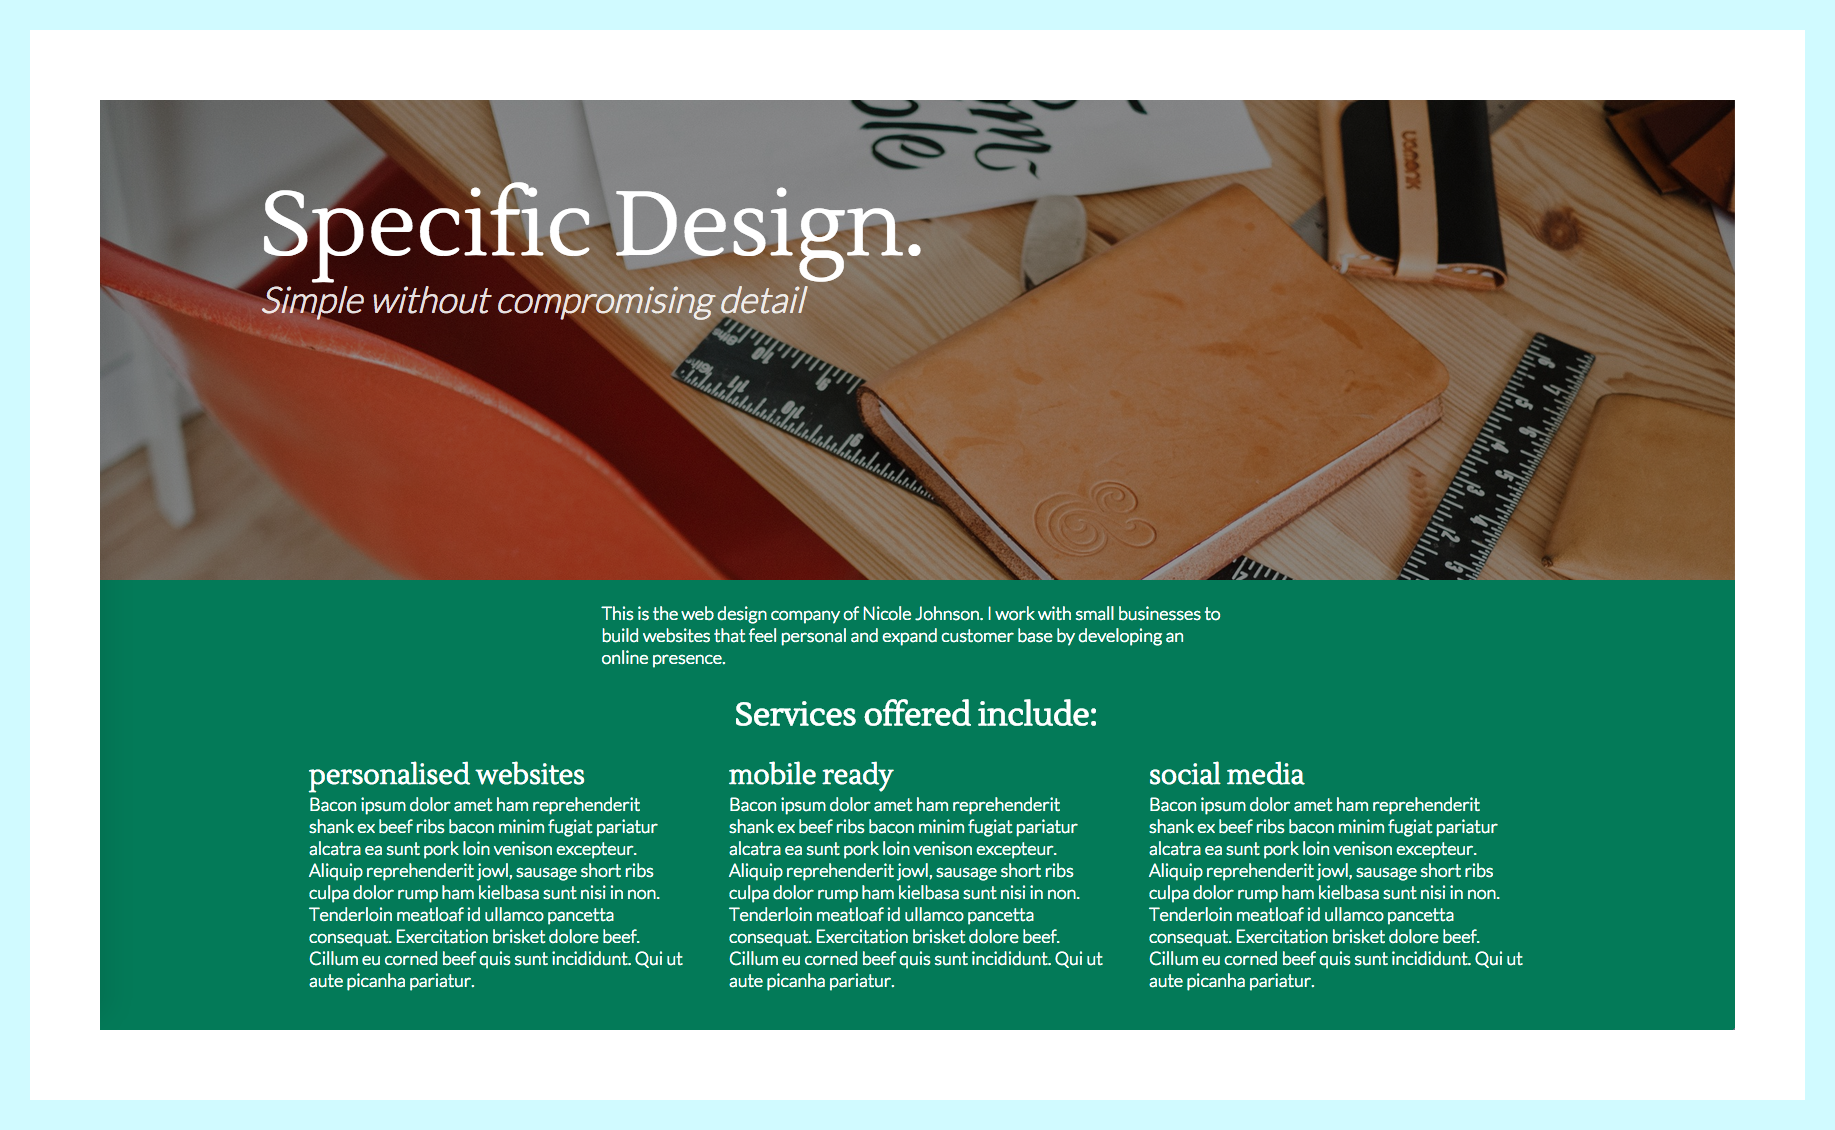 Specific Design.
Simple without compromising detail
This is the web design company of Nicole Johnson. I work with small businesses to
build websites that feel personal and expand customer base by developing an
online presence.
Services offered include:
personalised websites
Bacon ipsum dolor amet ham reprehenderit
shank ex beef ribs bacon minim fugiat pariatur
alcatra ea sunt pork loin venison excepteur.
Aliquip reprehenderit jowl, sausage short ribs
culpa dolor rump ham kielbasa sunt nisi in non.
Tenderloin meatloaf id ullamco pancetta
consequat. Exercitation brisket dolore beef.
Cillum eu corned beef quis sunt incididunt. Qui ut
aute picanha pariatur.
mobile ready
Bacon ipsum dolor amet ham reprehenderit
shank ex beef ribs bacon minim fugiat pariatur
alcatra ea sunt pork loin venison excepteur.
Aliquip reprehenderit jowl, sausage short ribs
culpa dolor rump ham kielbasa sunt nisi in non.
Tenderloin meatloaf id ullamco pancetta
consequat. Exercitation brisket dolore beef.
Cillum eu corned beef quis sunt incididunt. Qui ut
aute picanha pariatur.
social media
Bacon ipsum dolor amet ham reprehenderit
shank ex beef ribs bacon minim fugiat pariatur
alcatra ea sunt pork loin venison excepteur.
Aliquip reprehenderit jowl, sausage short ribs
culpa dolor rump ham kielbasa sunt nisi in non.
Tenderloin meatloaf id ullamco pancetta
consequat. Exercitation brisket dolore beef.
Cillum eu corned beef quis sunt incididunt. Qui ut
aute picanha pariatur.